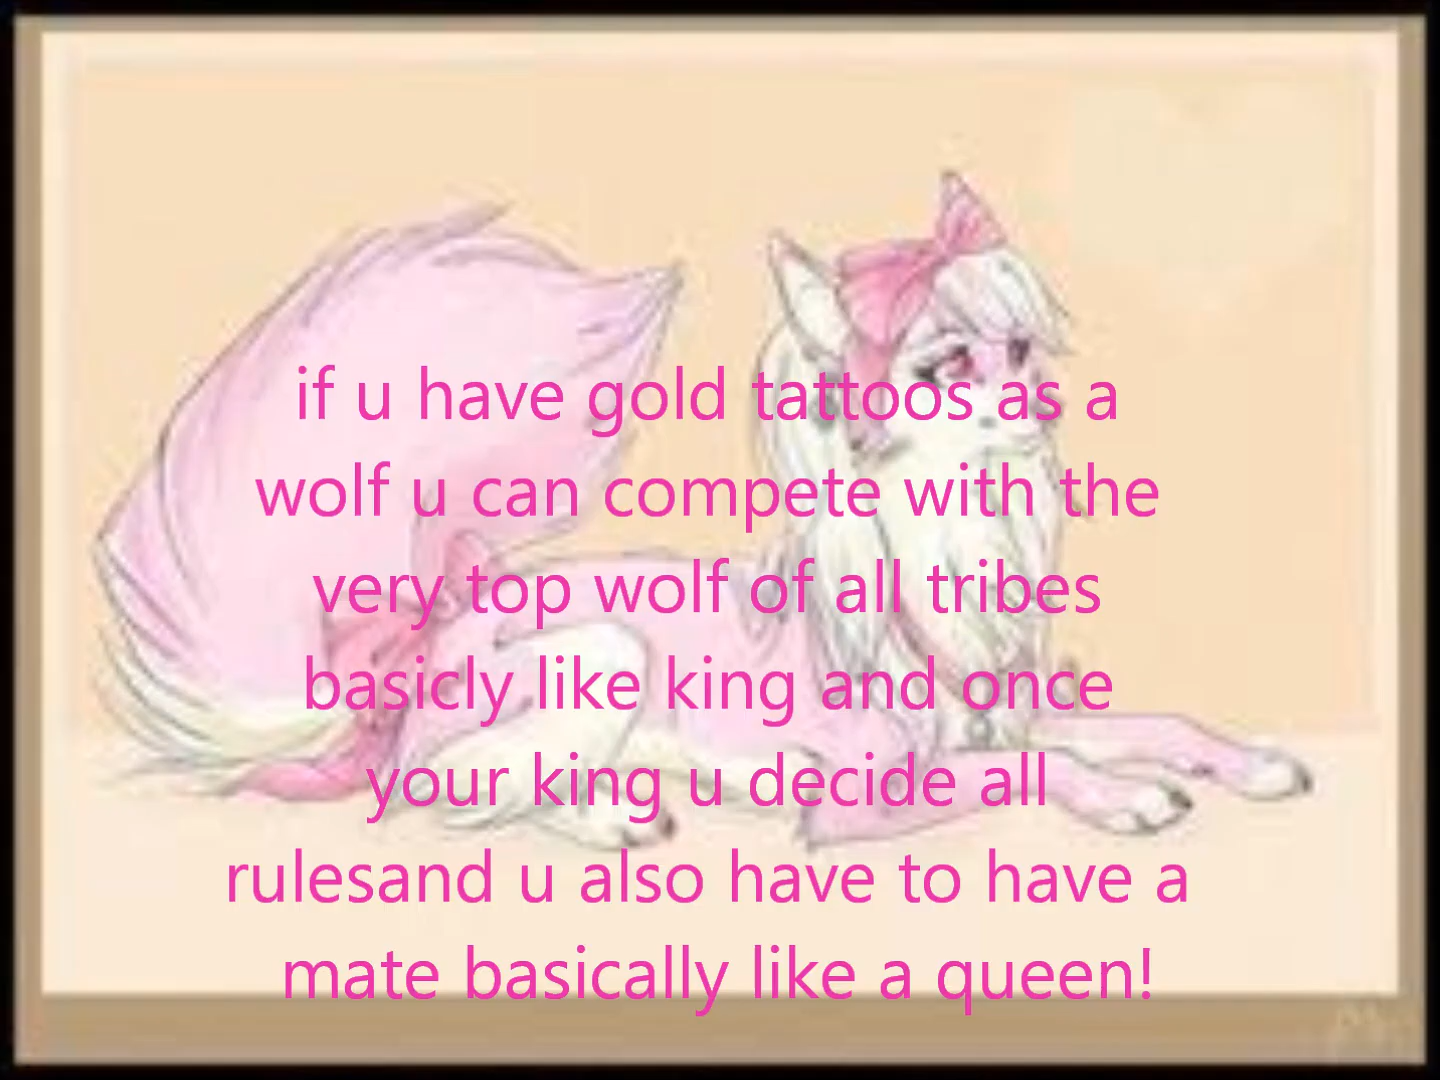 if u have gold tattoos as a
wolf u can compete with the
very top wolf of all tribes
basicly like king and once
your king u decide all
rulesand u also have to have a
mate basically like a queen!